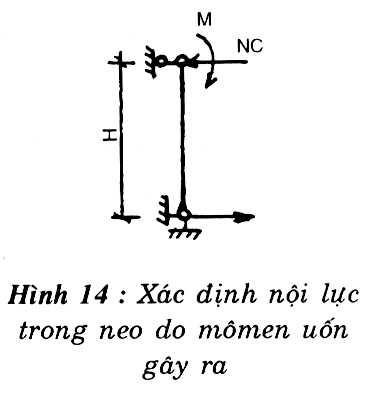 M
NC
H
Hình 14 : Xác định nội lực
trong neo do mômen uốn
gây ra